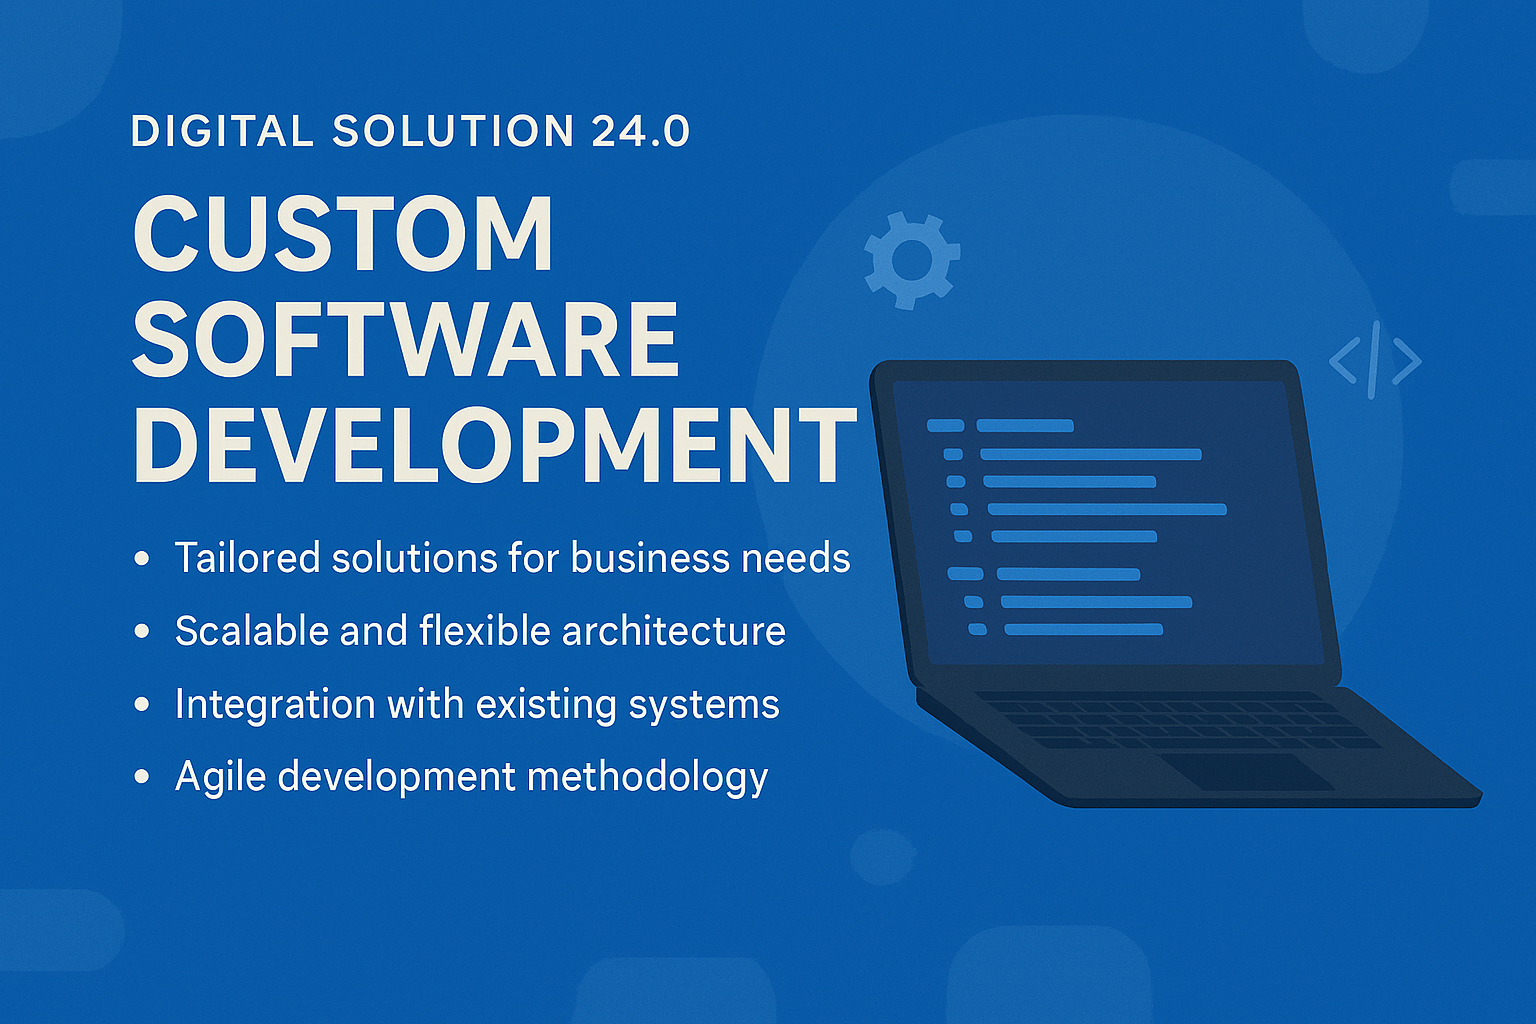 DIGITAL SOLUTION 24.0
CUSTOM
SOFTWARE
DEVELOPMENT
• Tailored solutions for business needs
• Scalable and flexible architecture
• Integration with existing systems
• Agile development methodology
</>